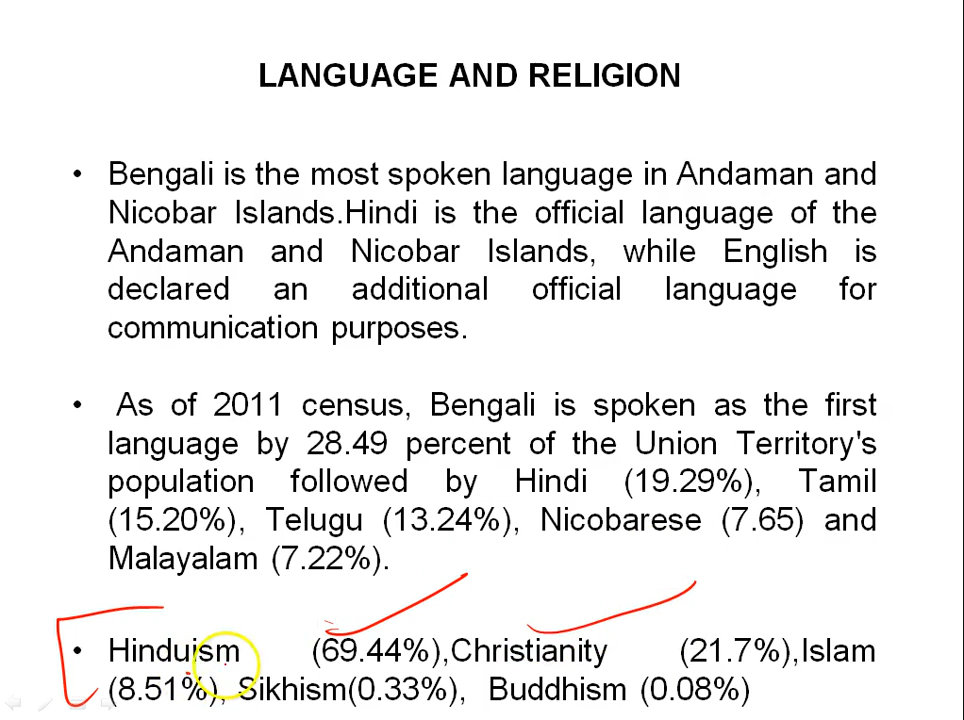 LANGUAGE AND RELIGION
• Bengali is the most spoken language in Andaman and
Nicobar Islands.Hindi is the official language of the
Andaman and Nicobar Islands, while English is
declared an additional official language for
communication purposes.
• As of 2011 census, Bengali is spoken as the first
language by 28.49 percent of the Union Territory's
population followed by Hindi (19.29%), Tamil
(15.20%), Telugu (13.24%), Nicobarese (7.65) and
Malayalam (7.22%).
• Hinduism (69.44%),Christianity (21.7%),Islam
(8.51%), Sikhism(0.33%), Buddhism (0.08%)